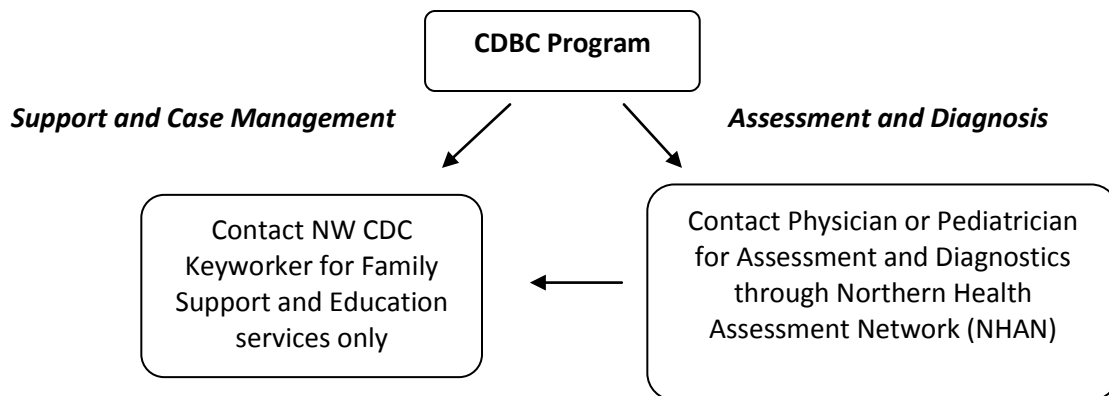 CDBC Program
Support and Case Management
Assessment and Diagnosis
Contact NW CDC
Keyworker for Family
Support and Education
services only
Contact Physician or Pediatrician
for Assessment and Diagnostics
through Northern Health
Assessment Network (NHAN)